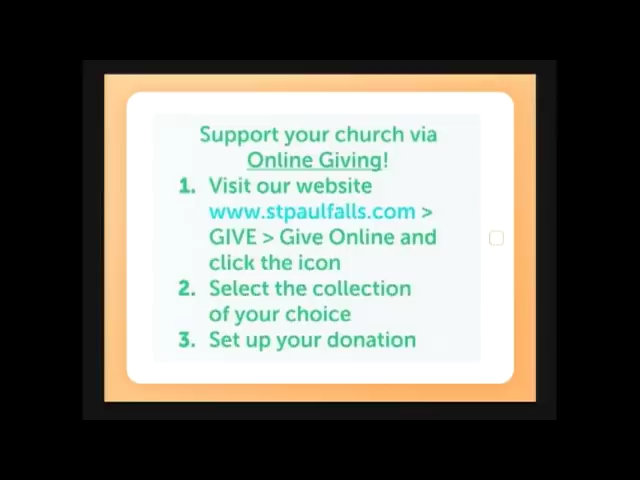 Support your church via
Online Giving!
1. Visit our website
www.stpaulfalls.com >
GIVE > Give Online and
click the icon
2. Select the collection
of your choice
3. Set up your donation